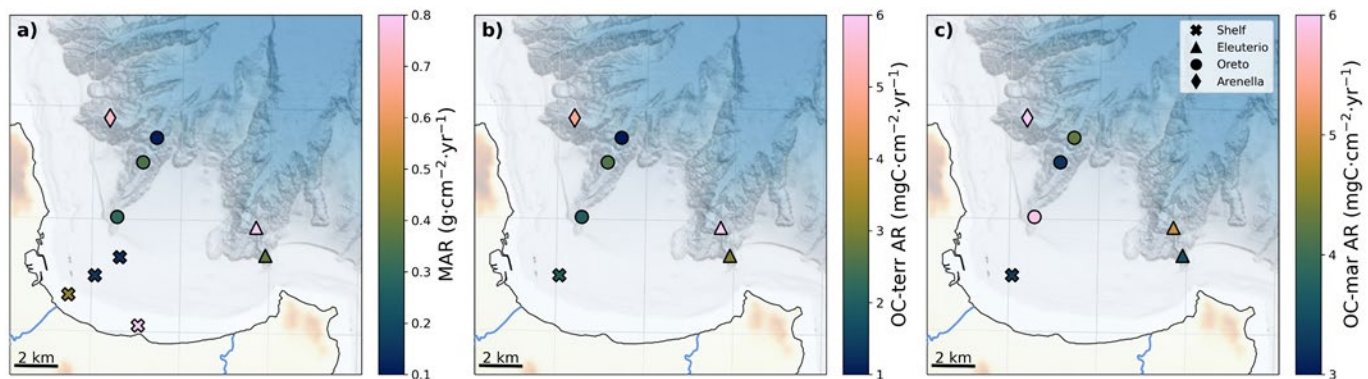 a)
2 km
0.8
0.7
0.6
0.5
0.4
0.3
0.2
0.1
MAR (g·cm⁻²·yr⁻¹)
b)
2 km
6
5
4
3
2
1
OC-terr AR (mgC·cm⁻²·yr⁻¹)
c)
Shelf
Eleuterio
Oreto
Arenella
2 km
6
5
4
3
OC-mar AR (mgC·cm⁻²·yr⁻¹)